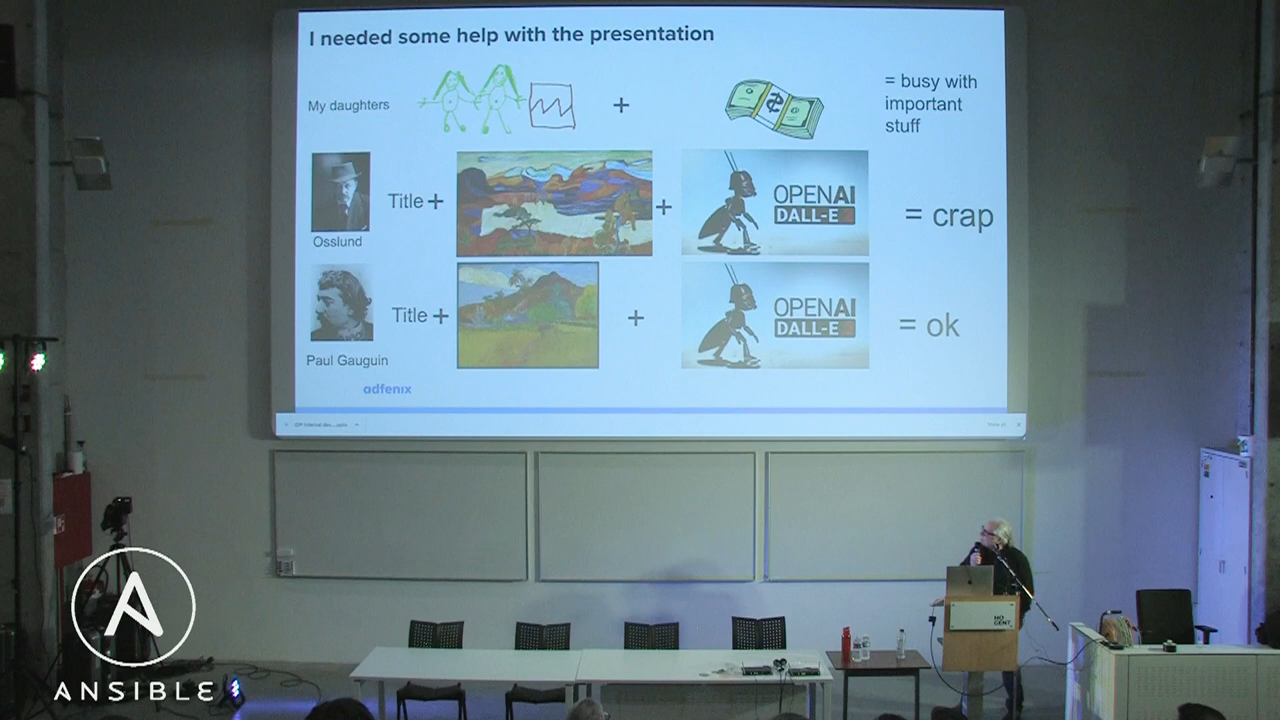 I needed some help with the presentation
My daughters
+
= busy with
important
stuff
Title +
+
OPENAI
DALL-E
= crap
Osslund
Title +
+
OPENAI
DALL-E
= ok
Paul Gauguin
adfenix
HO
GENT
ANSIBLE